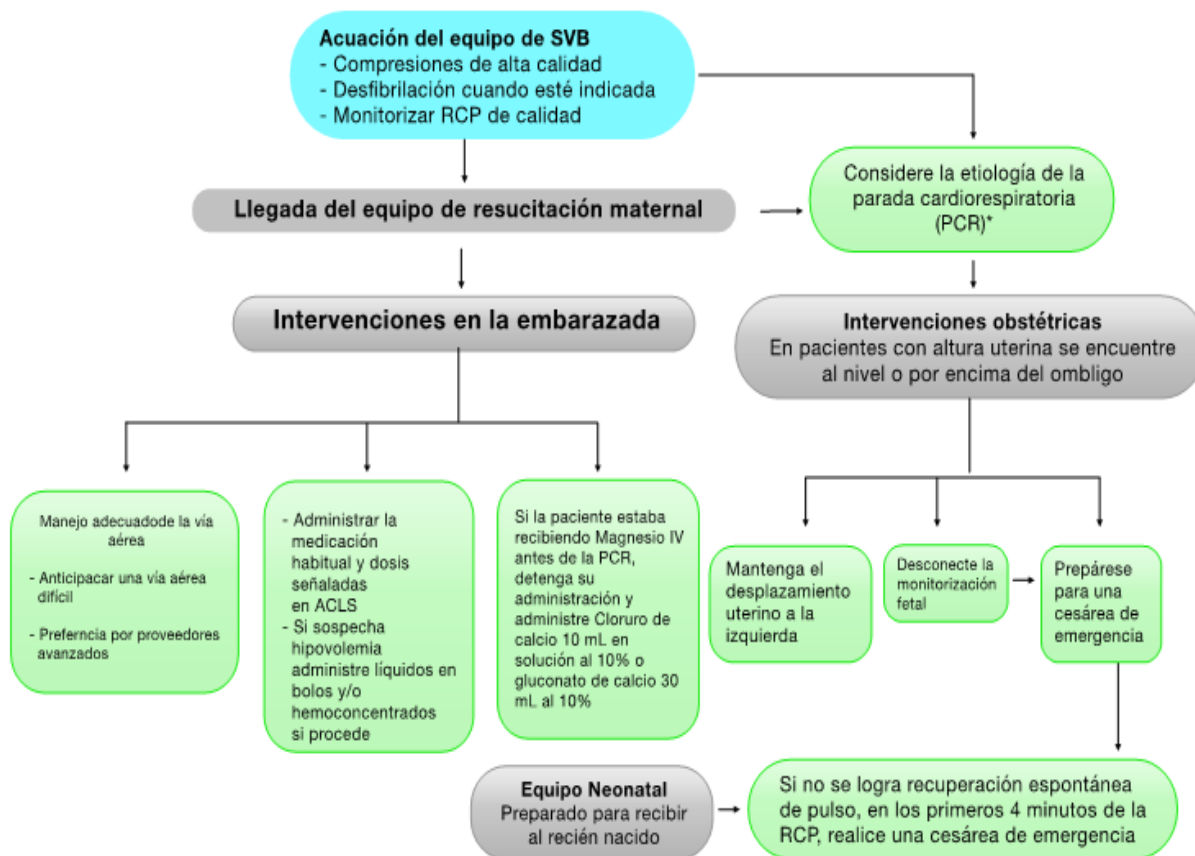 Acuación del equipo de SVB
- Compresiones de alta calidad
- Desfibrilación cuando esté indicada
- Monitorizar RCP de calidad
Considere la etiología de la
parada cardiorespiratoria
(PCR)*
Llegada del equipo de resucitación maternal
Intervenciones en la embarazada
Intervenciones obstétricas
En pacientes con altura uterina se encuentre
al nivel o por encima del ombligo
Manejo adecuadode la vía
aérea
- Anticipacar una vía aérea
difícil
- Preferncia por proveedores
avanzados
- Administrar la
medicación
habitual y dosis
señaladas
en ACLS
- Si sospecha
hipovolemia
administre líquidos en
bolos y/o
hemoconcentrados
si procede
Si la paciente estaba
recibiendo Magnesio IV
antes de la PCR,
detenga su
administración y
administre Cloruro de
calcio 10 mL en
solución al 10% o
gluconato de calcio 30
mL al 10%
Mantenga el
desplazamiento
uterino a la
izquierda
Desconecte la
monitorización
fetal
Prepárese
para una
cesárea de
emergencia
Equipo Neonatal
Preparado para recibir
al recién nacido
Si no se logra recuperación espontánea
de pulso, en los primeros 4 minutos de la
RCP, realice una cesárea de emergencia